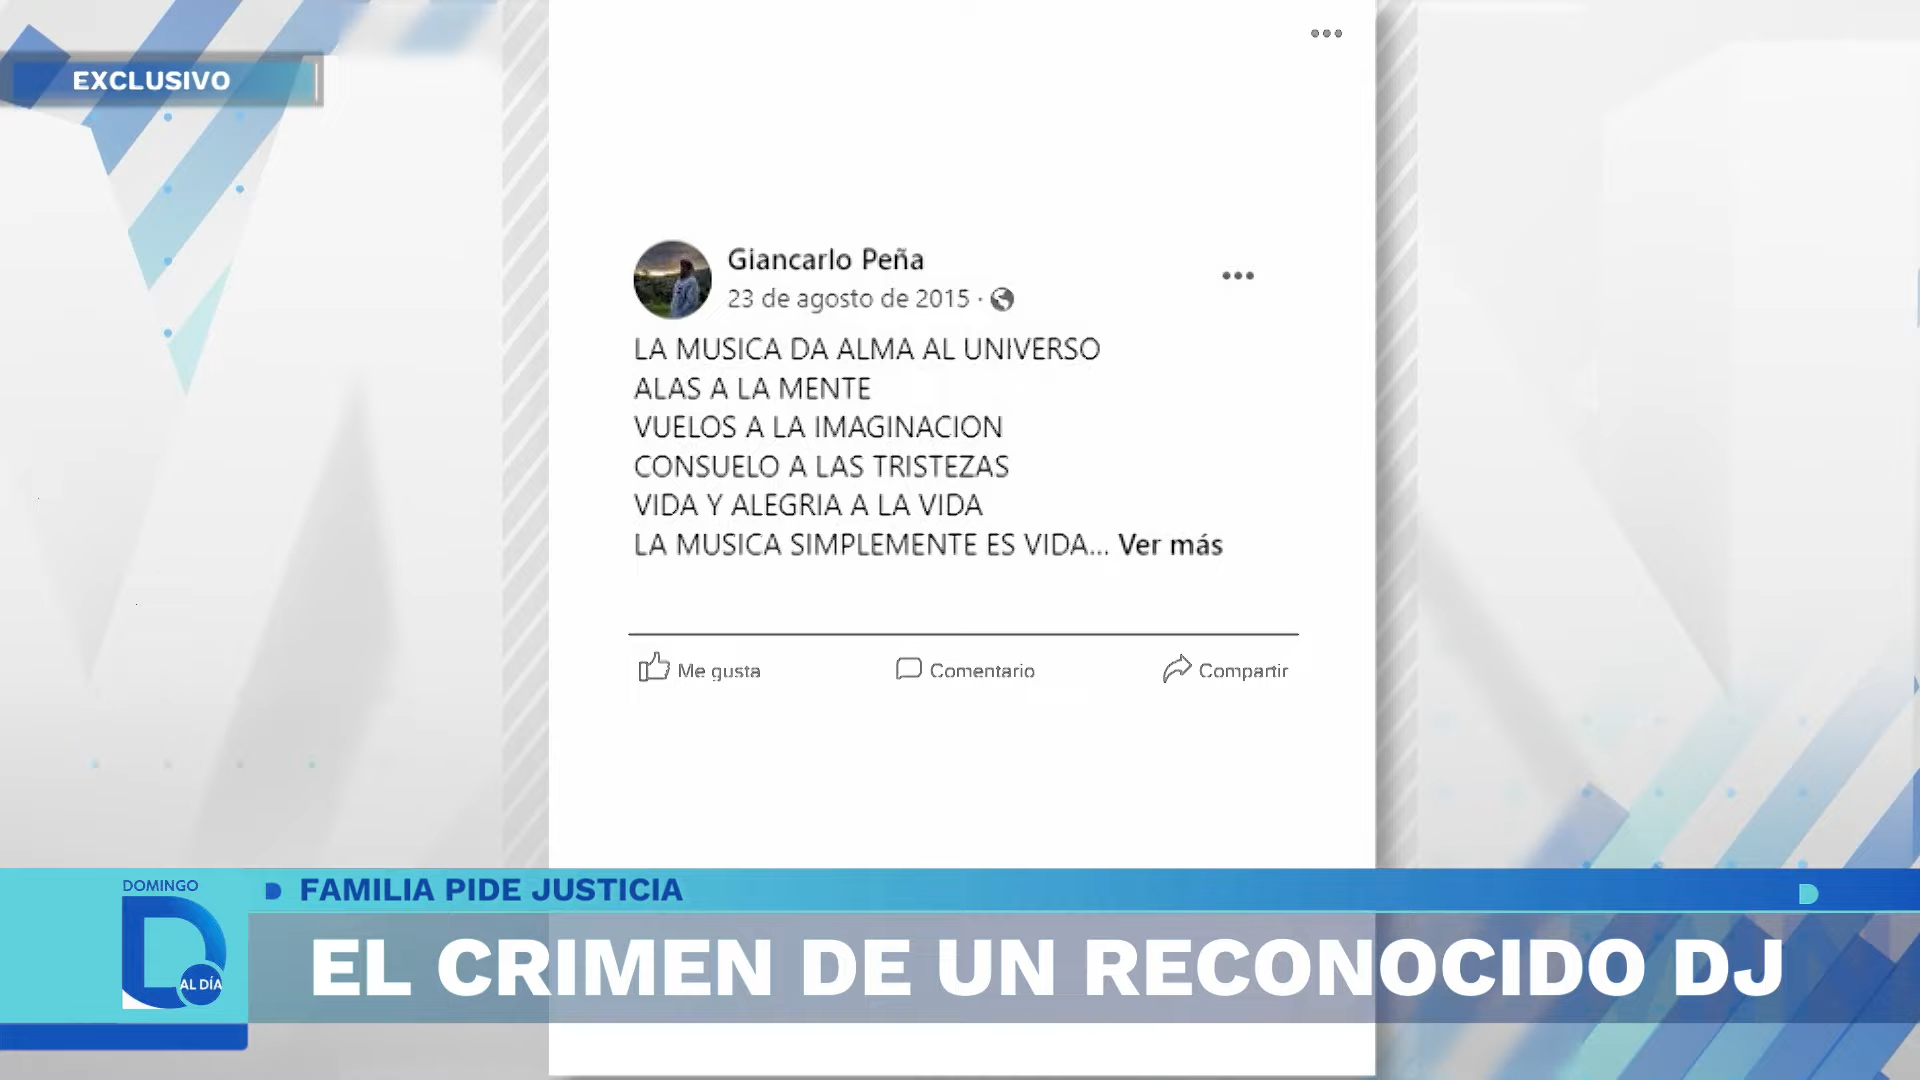 EXCLUSIVO
Giancarlo Peña
23 de agosto de 2015 ·
LA MUSICA DA ALMA AL UNIVERSO
ALAS A LA MENTE
VUELOS A LA IMAGINACION
CONSUELO A LAS TRISTEZAS
VIDA Y ALEGRIA A LA VIDA
LA MUSICA SIMPLEMENTE ES VIDA... Ver más
Me gusta Comentario Compartir
FAMILIA PIDE JUSTICIA
DOMINGO
D
AL DÍA
EL CRIMEN DE UN RECONOCIDO DJ